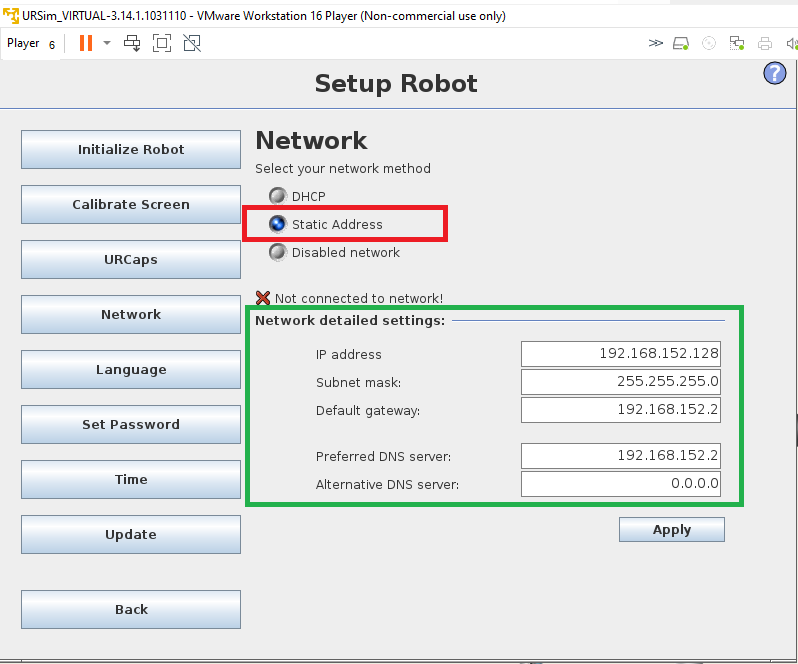 URSim_VIRTUAL-3.14.1.1031110 - VMware Workstation 16 Player (Non-commercial use only)
Player 6
Setup Robot
?
Initialize Robot
Calibrate Screen
URCaps
Network
Language
Set Password
Time
Update
Back
Network
Select your network method
DHCP
Static Address
Disabled network
Not connected to network!
Network detailed settings:
IP address 192.168.152.128
Subnet mask: 255.255.255.0
Default gateway: 192.168.152.2
Preferred DNS server: 192.168.152.2
Alternative DNS server: 0.0.0.0
Apply